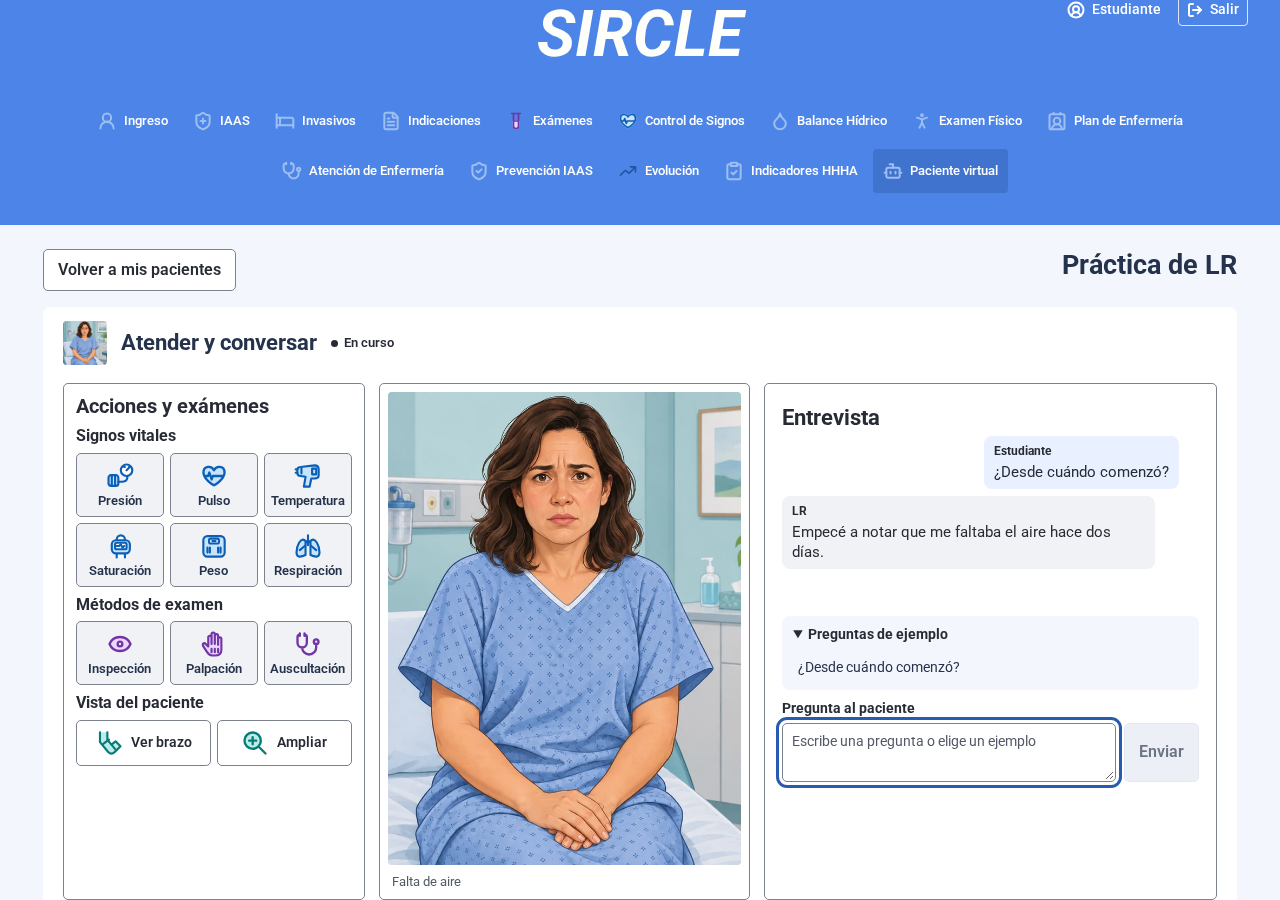 SIRCLE
Estudiante
Salir
Ingreso
IAAS
Invasivos
Indicaciones
Exámenes
Control de Signos
Balance Hídrico
Examen Físico
Plan de Enfermería
Atención de Enfermería
Prevención IAAS
Evolución
Indicadores HHHA
Paciente virtual
Volver a mis pacientes
Práctica de LR
Atender y conversar
En curso
Acciones y exámenes
Signos vitales
Presión
Pulso
Temperatura
Saturación
Peso
Respiración
Métodos de examen
Inspección
Palpación
Auscultación
Vista del paciente
Ver brazo
Ampliar
Falta de aire
Entrevista
Estudiante
¿Desde cuándo comenzó?
LR
Empecé a notar que me faltaba el aire hace dos
días.
Preguntas de ejemplo
¿Desde cuándo comenzó?
Pregunta al paciente
Escribe una pregunta o elige un ejemplo
Enviar